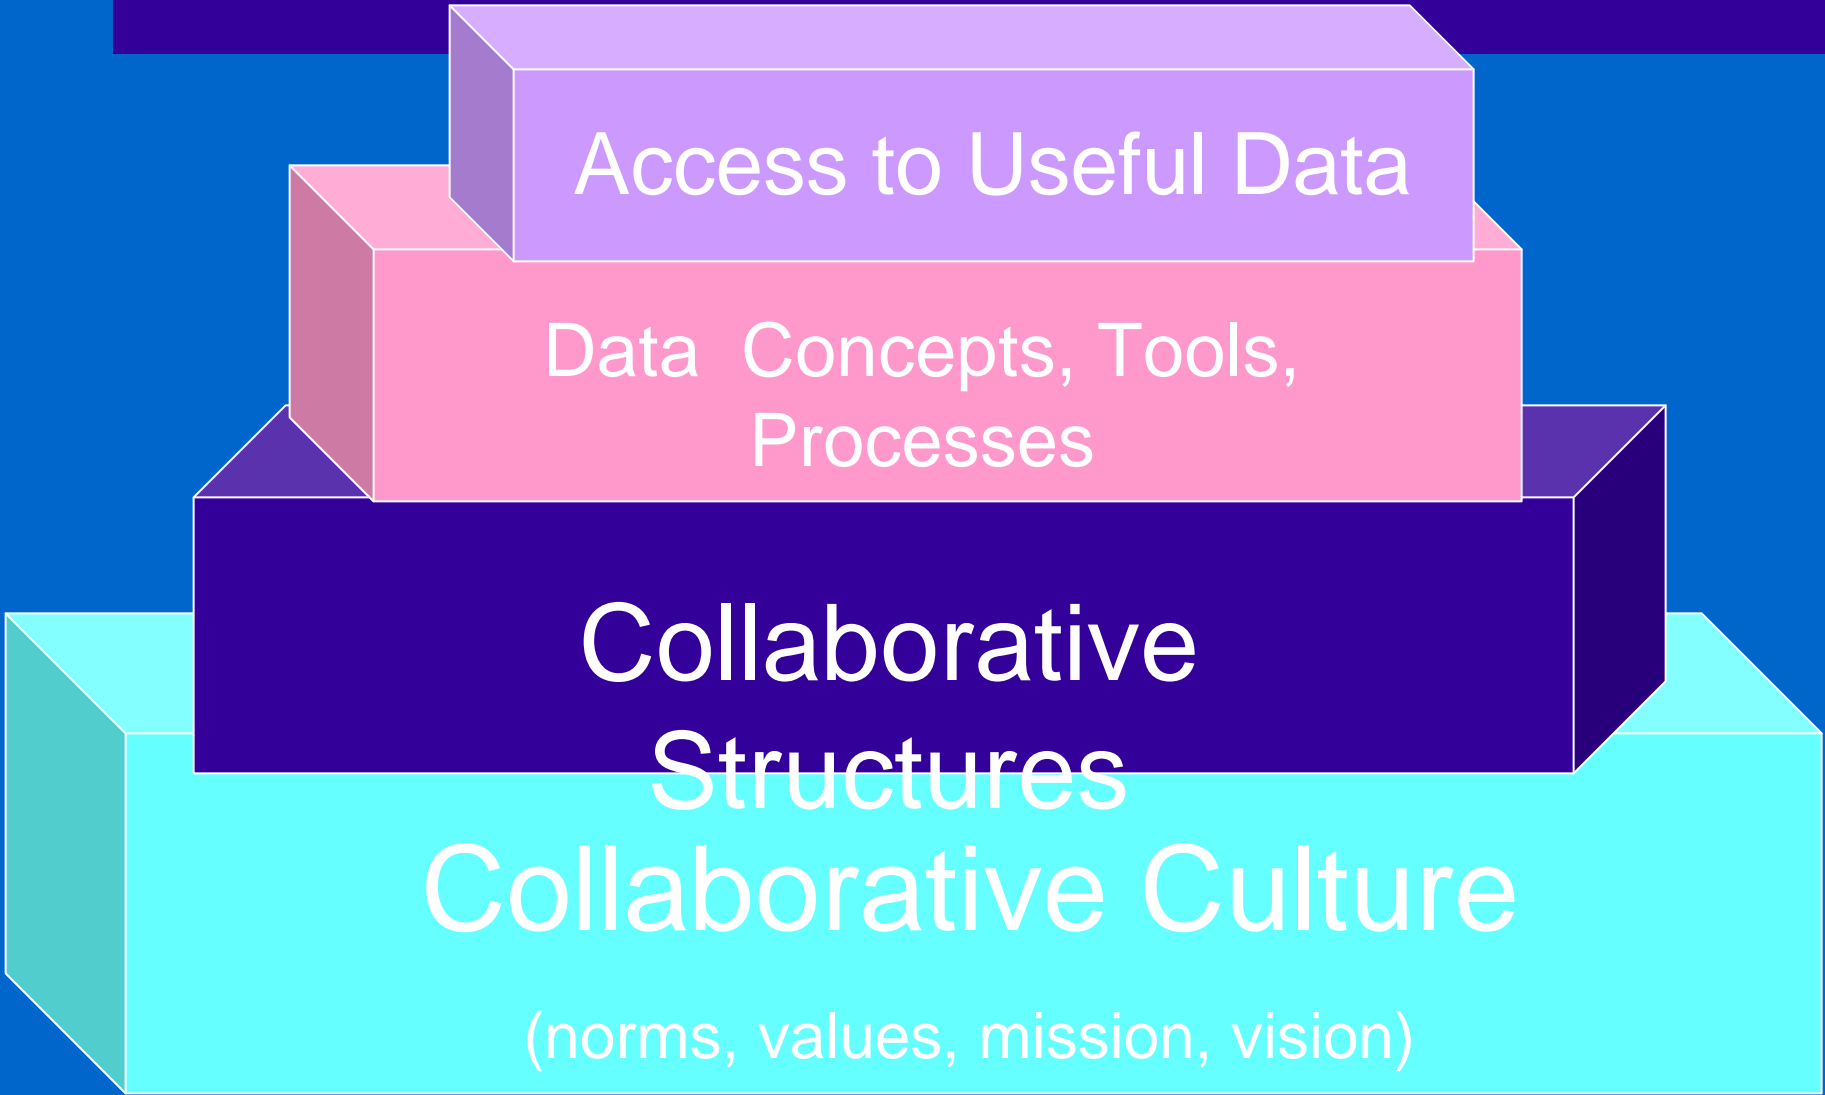 Access to Useful Data
Data  Concepts, Tools,
Processes
Collaborative
Structures
Collaborative Culture
(norms, values, mission, vision)